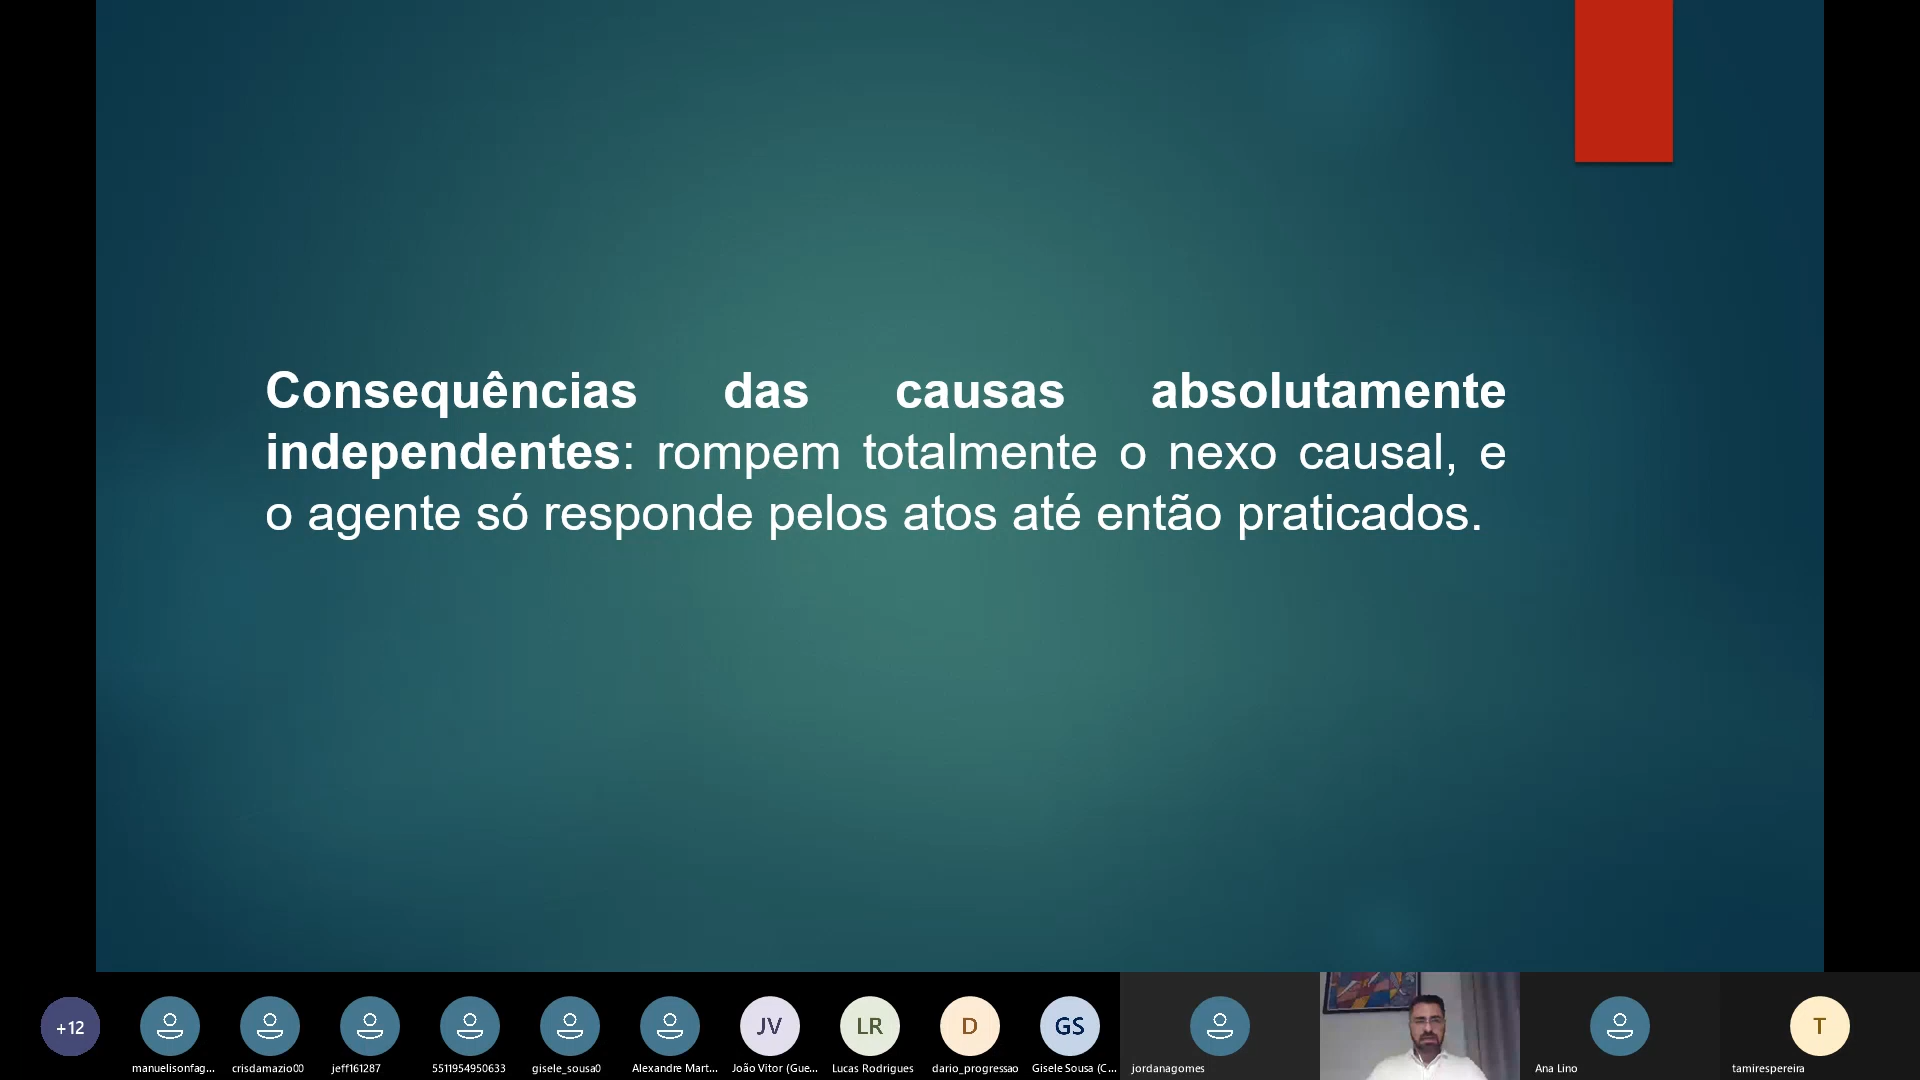 Consequências das causas absolutamente
independentes: rompem totalmente o nexo causal, e
o agente só responde pelos atos até então praticados.
+12
JV
LR
D
GS
T
manuelisonfag...
crisdamazio00
jeff161287
5511954950633
gisele_sousa0
Alexandre Mart...
João Vitor (Gue...
Lucas Rodrigues
dario_progressao
Gisele Sousa (C...
jordanagomes
Ana Lino
tamirespereira